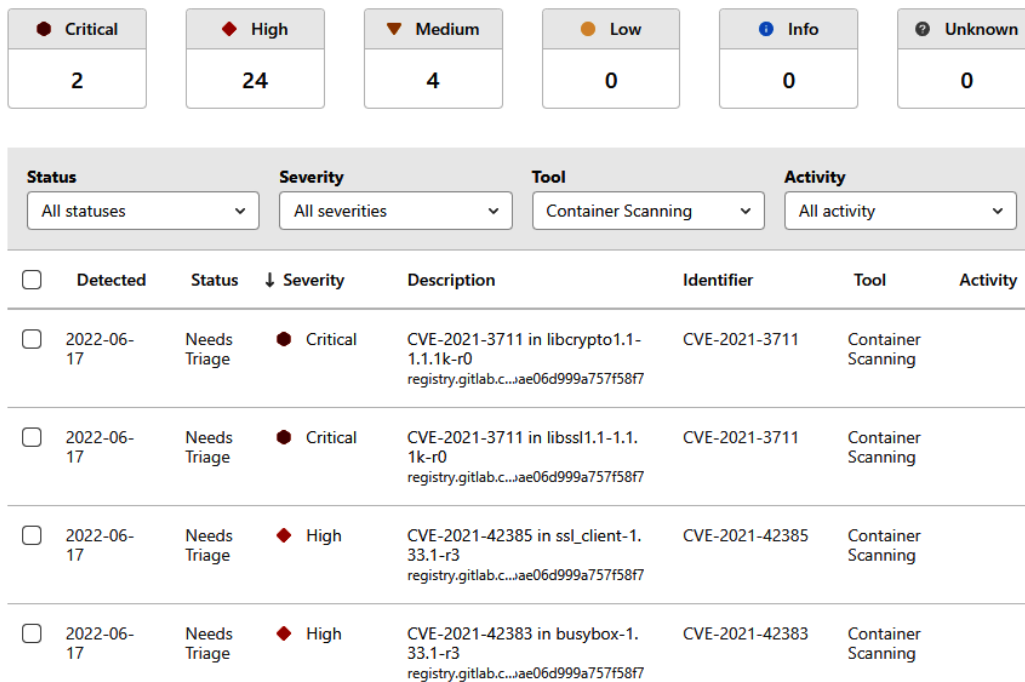 Critical
High
Medium
Low
Info
Unknown
2
24
4
0
0
0
Status
Severity
Tool
Activity
All statuses
All severities
Container Scanning
All activity
Detected
Status
↓ Severity
Description
Identifier
Tool
Activity
2022-06-
17
Needs
Triage
Critical
CVE-2021-3711 in libcrypto1.1-
1.1.1k-r0
registry.gitlab.c...ae06d999a757f58f7
CVE-2021-3711
Container
Scanning
2022-06-
17
Needs
Triage
Critical
CVE-2021-3711 in libssl1.1-1.1.
1k-r0
registry.gitlab.c...ae06d999a757f58f7
CVE-2021-3711
Container
Scanning
2022-06-
17
Needs
Triage
High
CVE-2021-42385 in ssl_client-1.
33.1-r3
registry.gitlab.c...ae06d999a757f58f7
CVE-2021-42385
Container
Scanning
2022-06-
17
Needs
Triage
High
CVE-2021-42383 in busybox-1.
33.1-r3
registry.gitlab.c...ae06d999a757f58f7
CVE-2021-42383
Container
Scanning